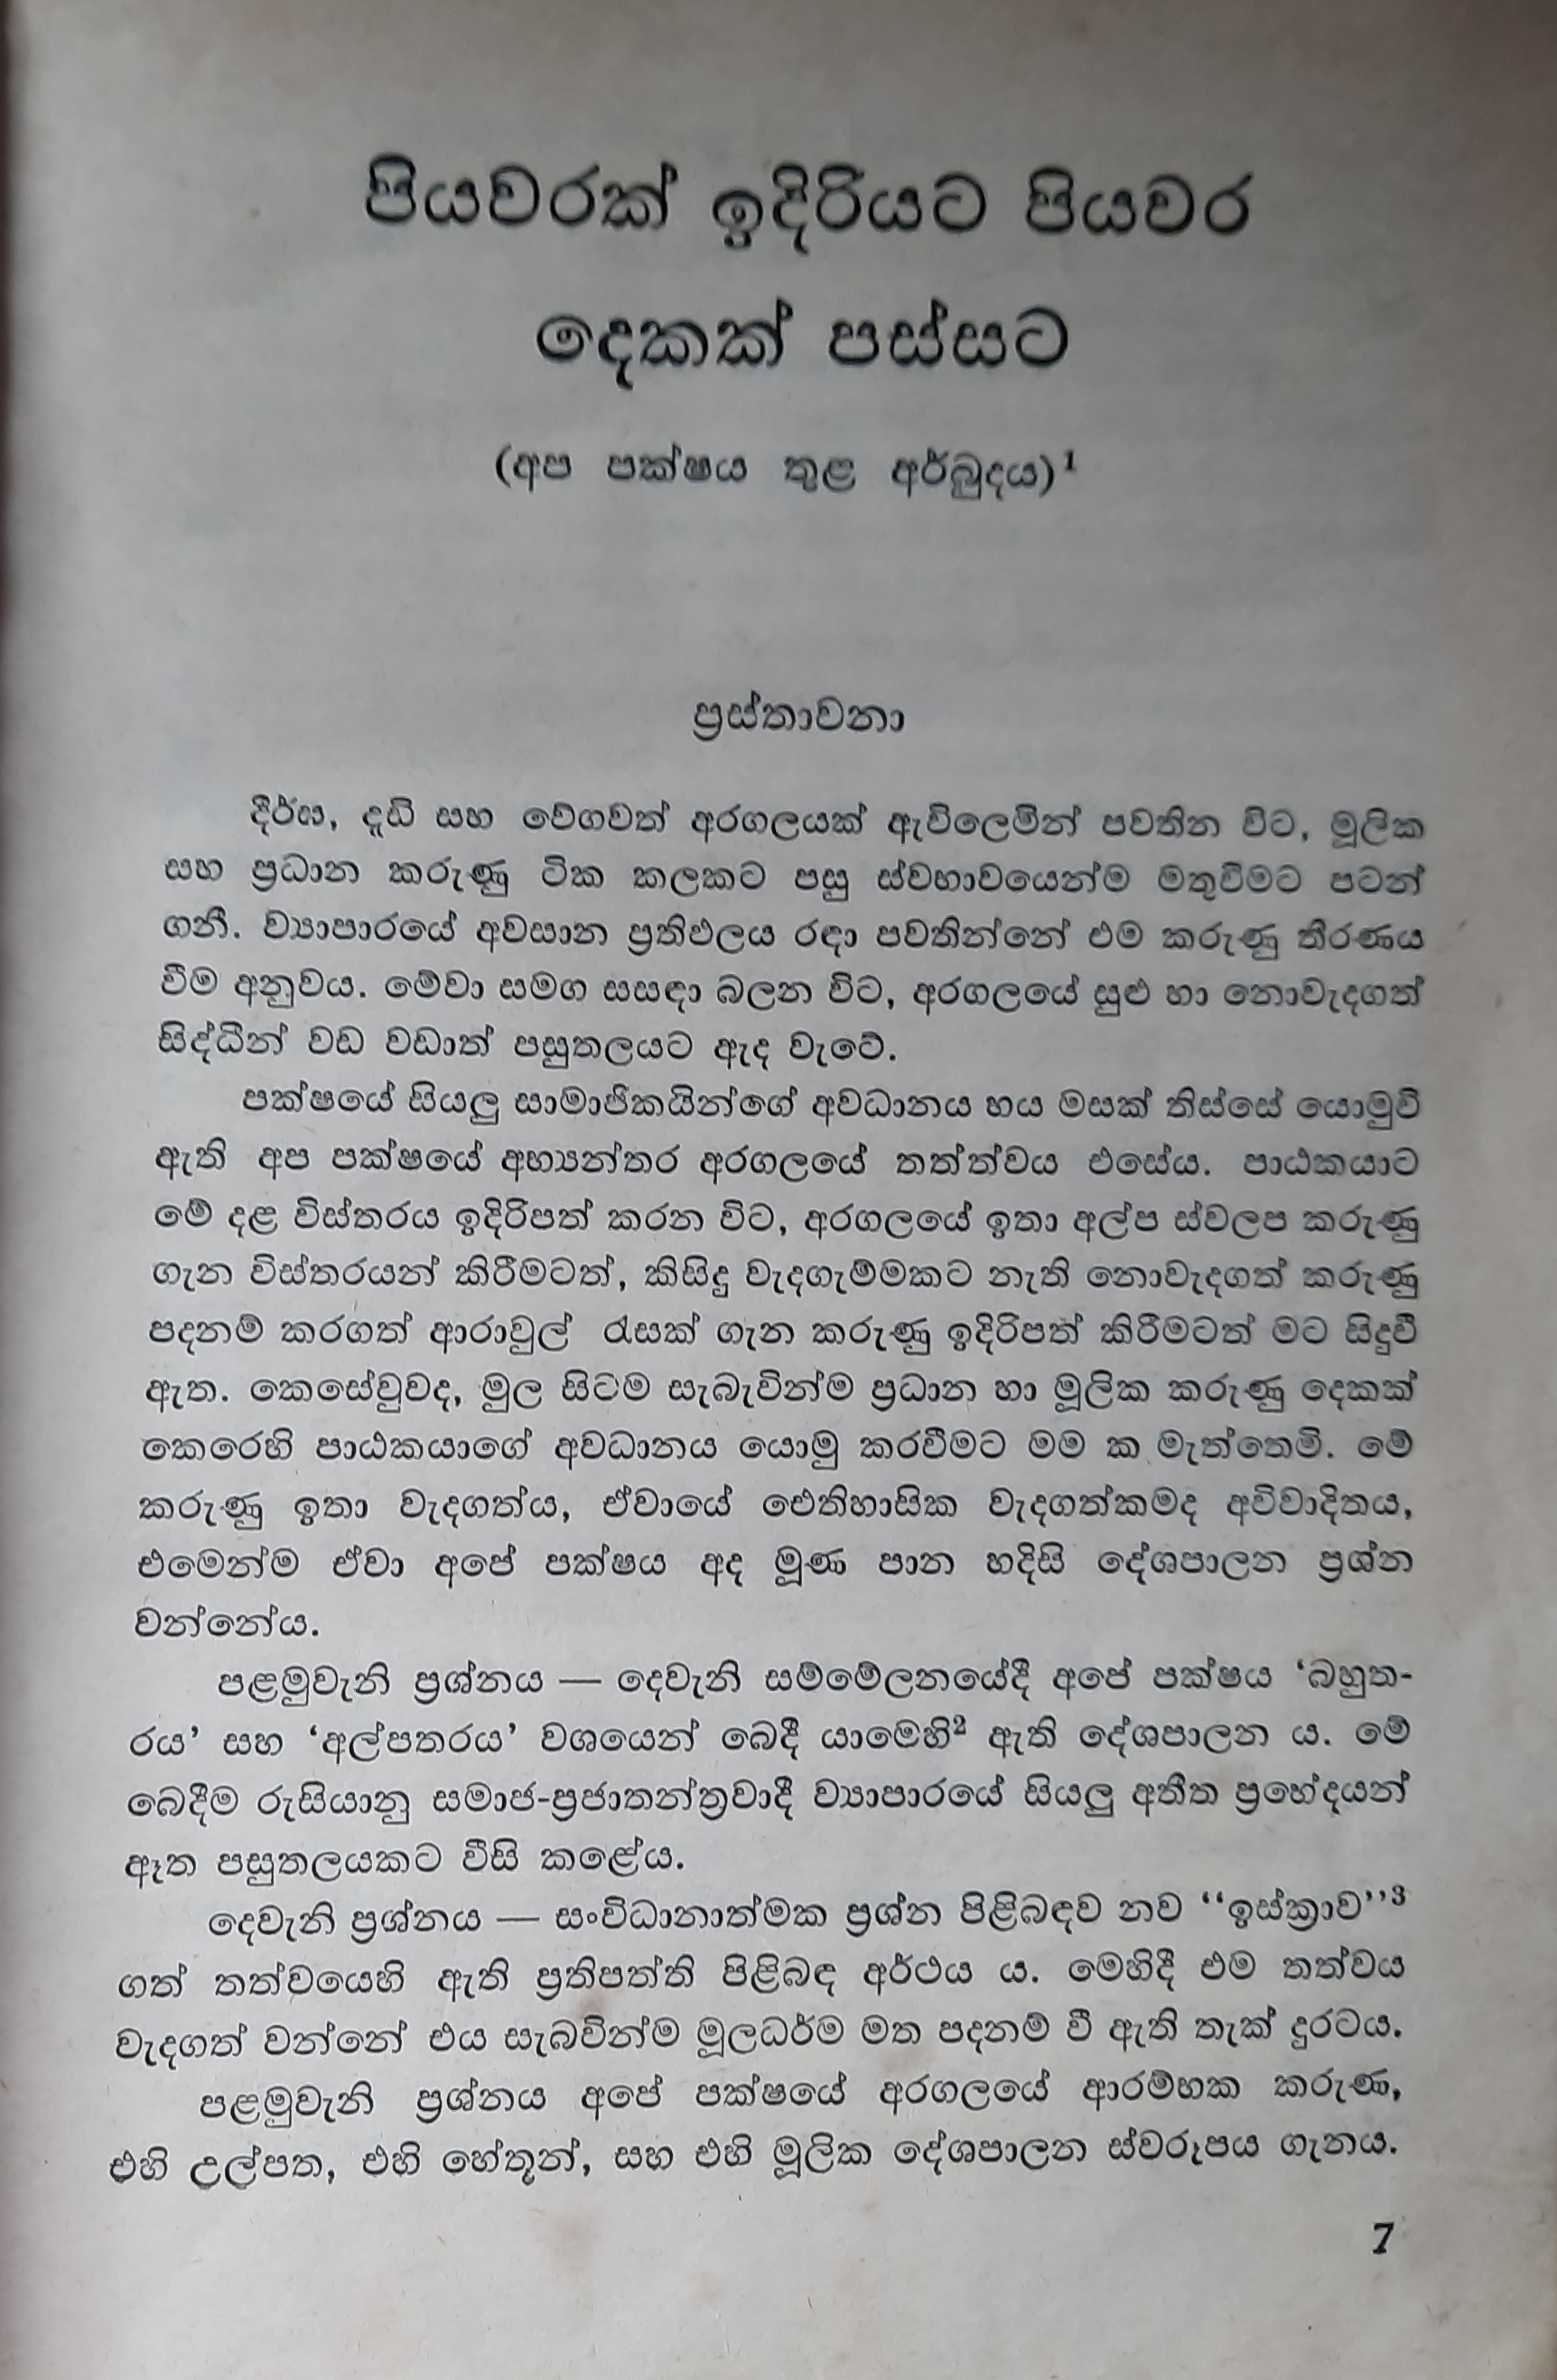 පියවරක් ඉදිරියට පියවර
දෙකක් පස්සට
(අප පක්ෂය තුළ අර්බුදය)¹
ප්‍රස්තාවනා
දීර්ඝ, දැඩි සහ වේගවත් අරගලයක් ඇවිලෙමින් පවතින විට, මූලික
සහ ප්‍රධාන කරුණු ටික කලකට පසු ස්වභාවයෙන්ම මතුවීමට පටන්
ගනී. ව්‍යාපාරයේ අවසාන ප්‍රතිඵලය රඳා පවතින්නේ එම කරුණු තීරණය
වීම අනුවය. මේවා සමග සසඳා බලන විට, අරගලයේ සුළු හා නොවැදගත්
සිද්ධීන් වඩ වඩාත් පසුතලයට ඇද වැටේ.
පක්ෂයේ සියලු සාමාජිකයින්ගේ අවධානය හය මසක් තිස්සේ යොමුවී
ඇති අප පක්ෂයේ අභ්‍යන්තර අරගලයේ තත්ත්වය එසේය. පාඨකයාට
මේ දළ විස්තරය ඉදිරිපත් කරන විට, අරගලයේ ඉතා අල්ප ස්වලප කරුණු
ගැන විස්තරයන් කිරීමටත්, කිසිදු වැදගැම්මකට නැති නොවැදගත් කරුණු
පදනම් කරගත් ආරාවුල් රැසක් ගැන කරුණු ඉදිරිපත් කිරීමටත් මට සිදුවී
ඇත. කෙසේවුවද, මුල සිටම සැබැවින්ම ප්‍රධාන හා මූලික කරුණු දෙකක්
කෙරෙහි පාඨකයාගේ අවධානය යොමු කරවීමට මම ක මැත්තෙමි. මේ
කරුණු ඉතා වැදගත්ය, ඒවායේ ඓතිහාසික වැදගත්කමද අවිවාදිතය,
එමෙන්ම ඒවා අපේ පක්ෂය අද මූණ පාන හදිසි දේශපාලන ප්‍රශ්න
වන්නේය.
පළමුවැනි ප්‍රශ්නය — දෙවැනි සම්මේලනයේදී අපේ පක්ෂය ‘බහුත-
රය’ සහ ‘අල්පතරය’ වශයෙන් බෙදී යාමෙහි² ඇති දේශපාලන ය. මේ
බෙදීම රුසියානු සමාජ-ප්‍රජාතන්ත්‍රවාදී ව්‍යාපාරයේ සියලු අතීත ප්‍රභේදයන්
ඈත පසුතලයකට වීසි කළේය.
දෙවැනි ප්‍රශ්නය — සංවිධානාත්මක ප්‍රශ්න පිළිබඳව නව ‘‘ඉස්ක්‍රාව’’³
ගත් තත්වයෙහි ඇති ප්‍රතිපත්ති පිළිබඳ අර්ථය ය. මෙහිදී එම තත්වය
වැදගත් වන්නේ එය සැබවින්ම මූලධර්ම මත පදනම් වී ඇති තැක් දුරටය.
පළමුවැනි ප්‍රශ්නය අපේ පක්ෂයේ අරගලයේ ආරම්භක කරුණ,
එහි උල්පත, එහි හේතූන්, සහ එහි මූලික දේශපාලන ස්වරූපය ගැනය.
7